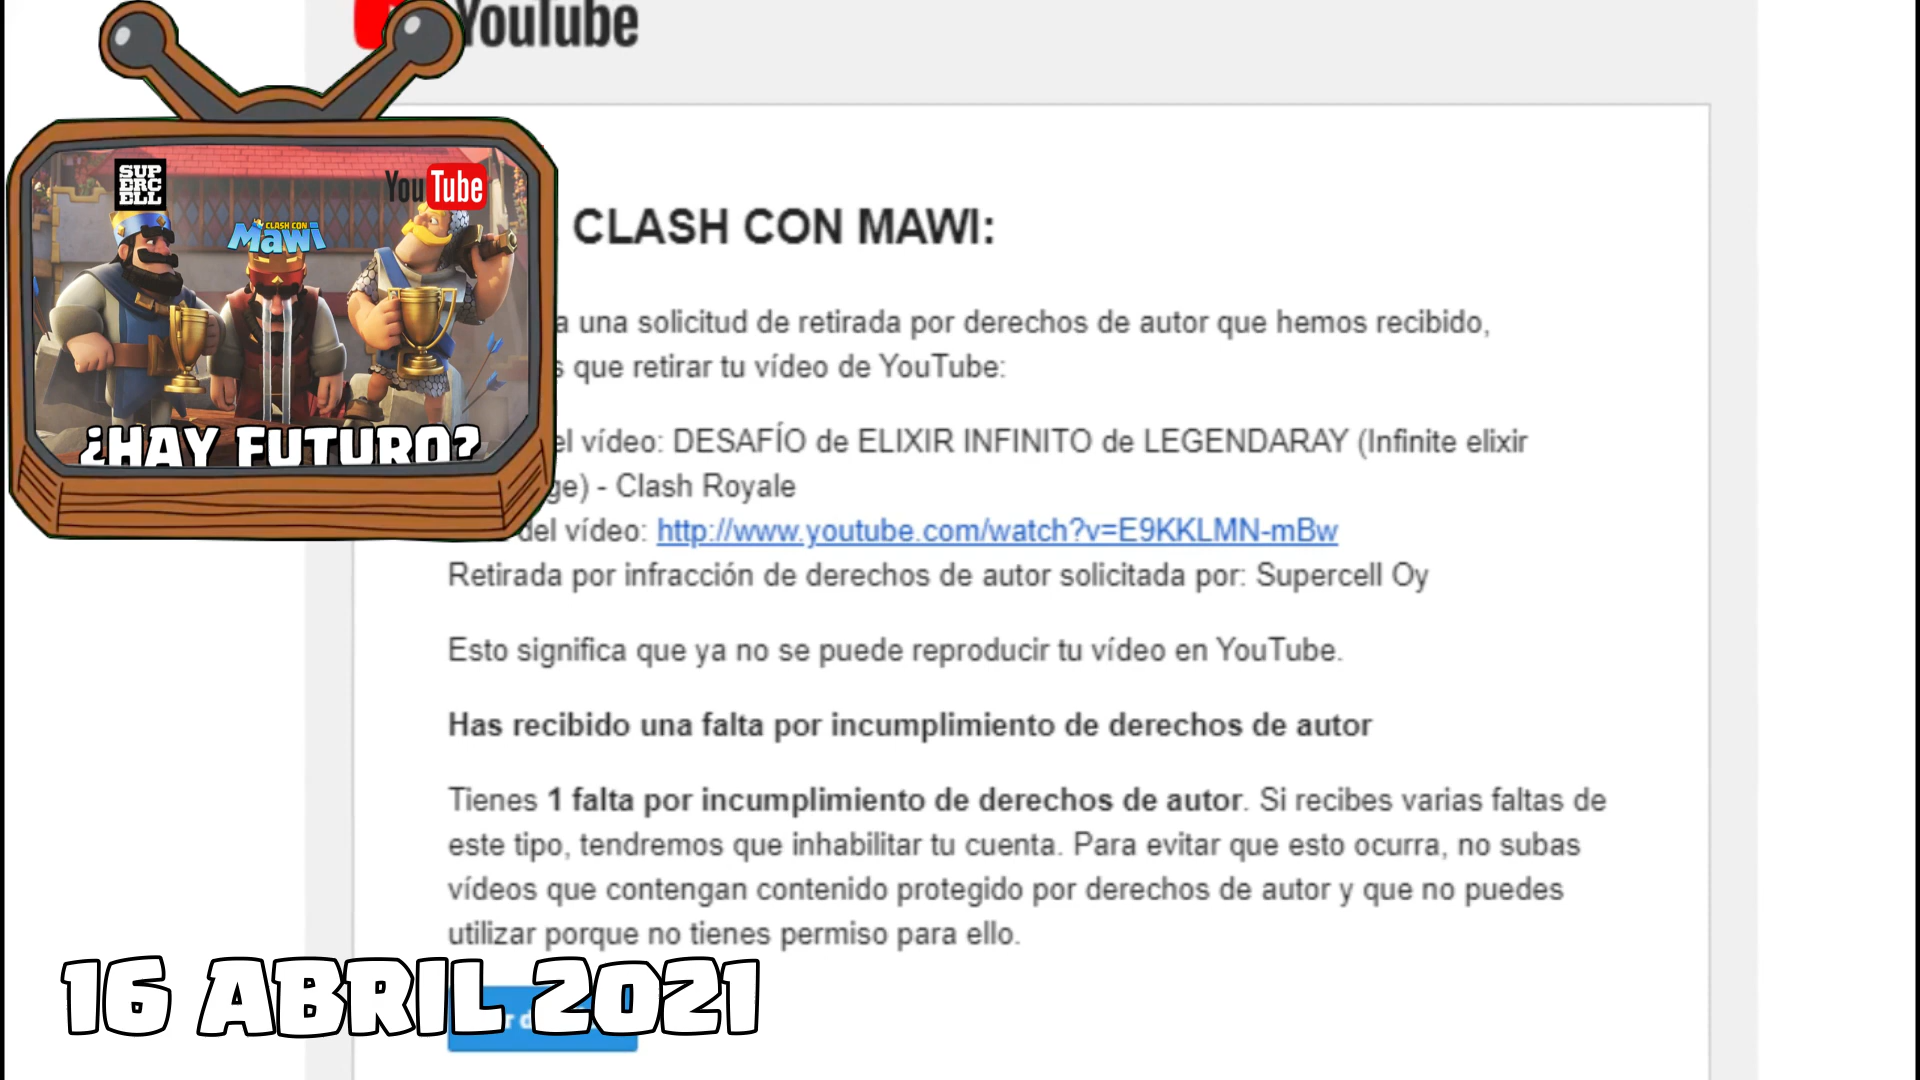 YouTube
SUP
ERC
ELL
YouTube
CLASH CON
Mawi
¿HAY FUTURO?
CLASH CON MAWI:
a una solicitud de retirada por derechos de autor que hemos recibido,
s que retirar tu vídeo de YouTube:
el vídeo: DESAFÍO de ELIXIR INFINITO de LEGENDARAY (Infinite elixir
ge) - Clash Royale
del vídeo: http://www.youtube.com/watch?v=E9KKLMN-mBw
Retirada por infracción de derechos de autor solicitada por: Supercell Oy
Esto significa que ya no se puede reproducir tu vídeo en YouTube.
Has recibido una falta por incumplimiento de derechos de autor
Tienes 1 falta por incumplimiento de derechos de autor. Si recibes varias faltas de
este tipo, tendremos que inhabilitar tu cuenta. Para evitar que esto ocurra, no subas
vídeos que contengan contenido protegido por derechos de autor y que no puedes
utilizar porque no tienes permiso para ello.
16 ABRIL 2021